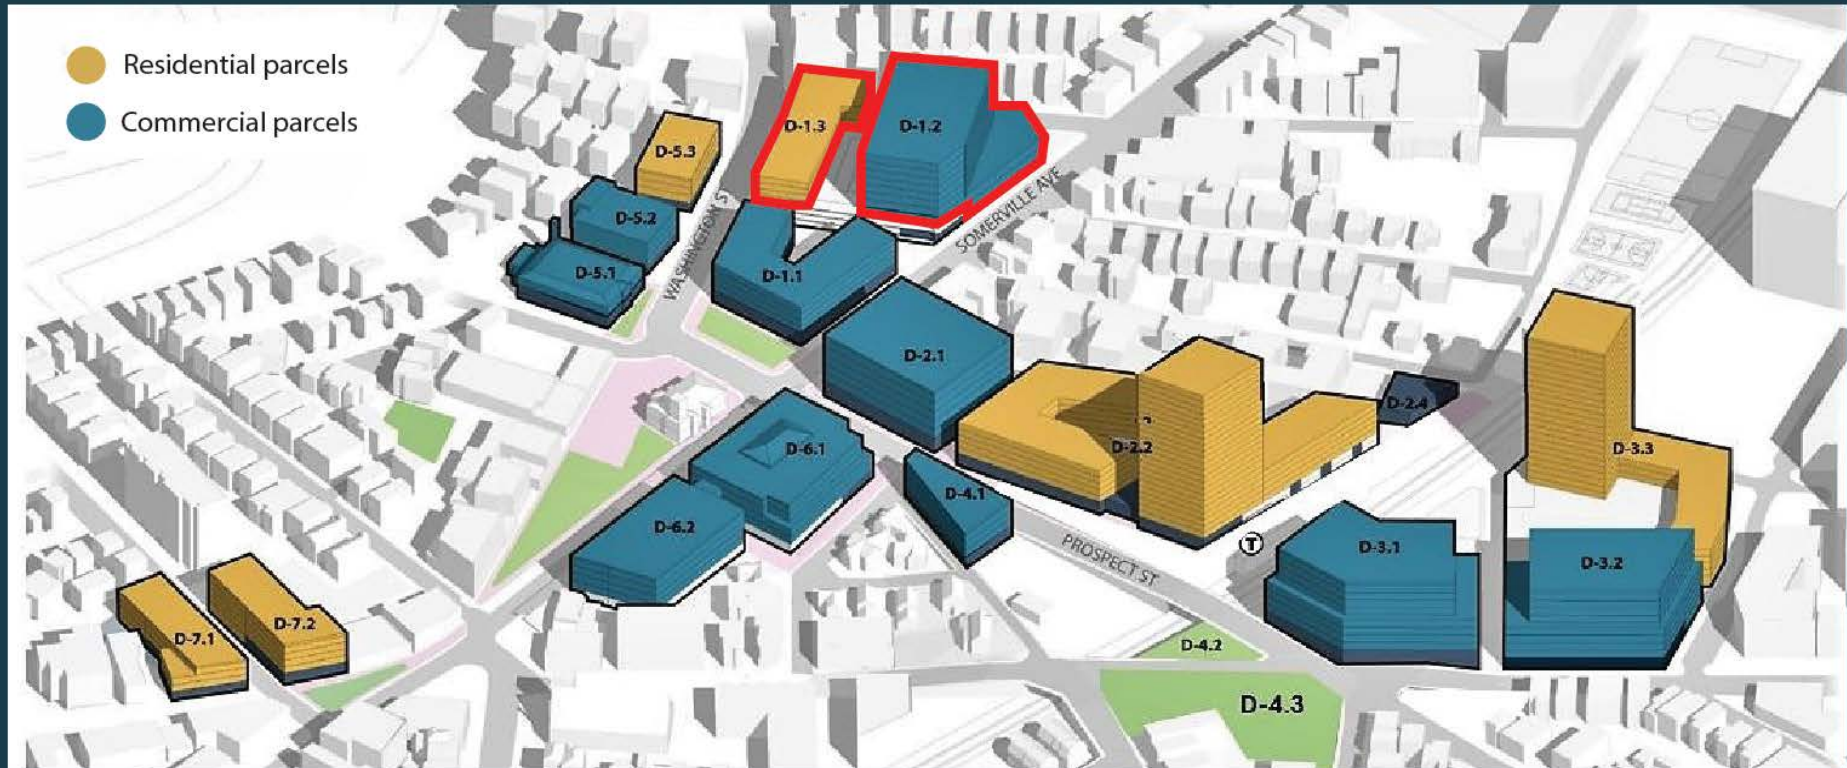 Residential parcels
Commercial parcels
D-1.3
D-1.2
D-5.3
D-5.2
D-5.1
WASHINGTON S
SOMERVILLE AVE
D-1.1
D-2.1
D-2.4
D-2.2
D-3.3
D-6.1
D-4.1
D-6.2
PROSPECT ST
T
D-3.1
D-3.2
D-7.1
D-7.2
D-4.2
D-4.3